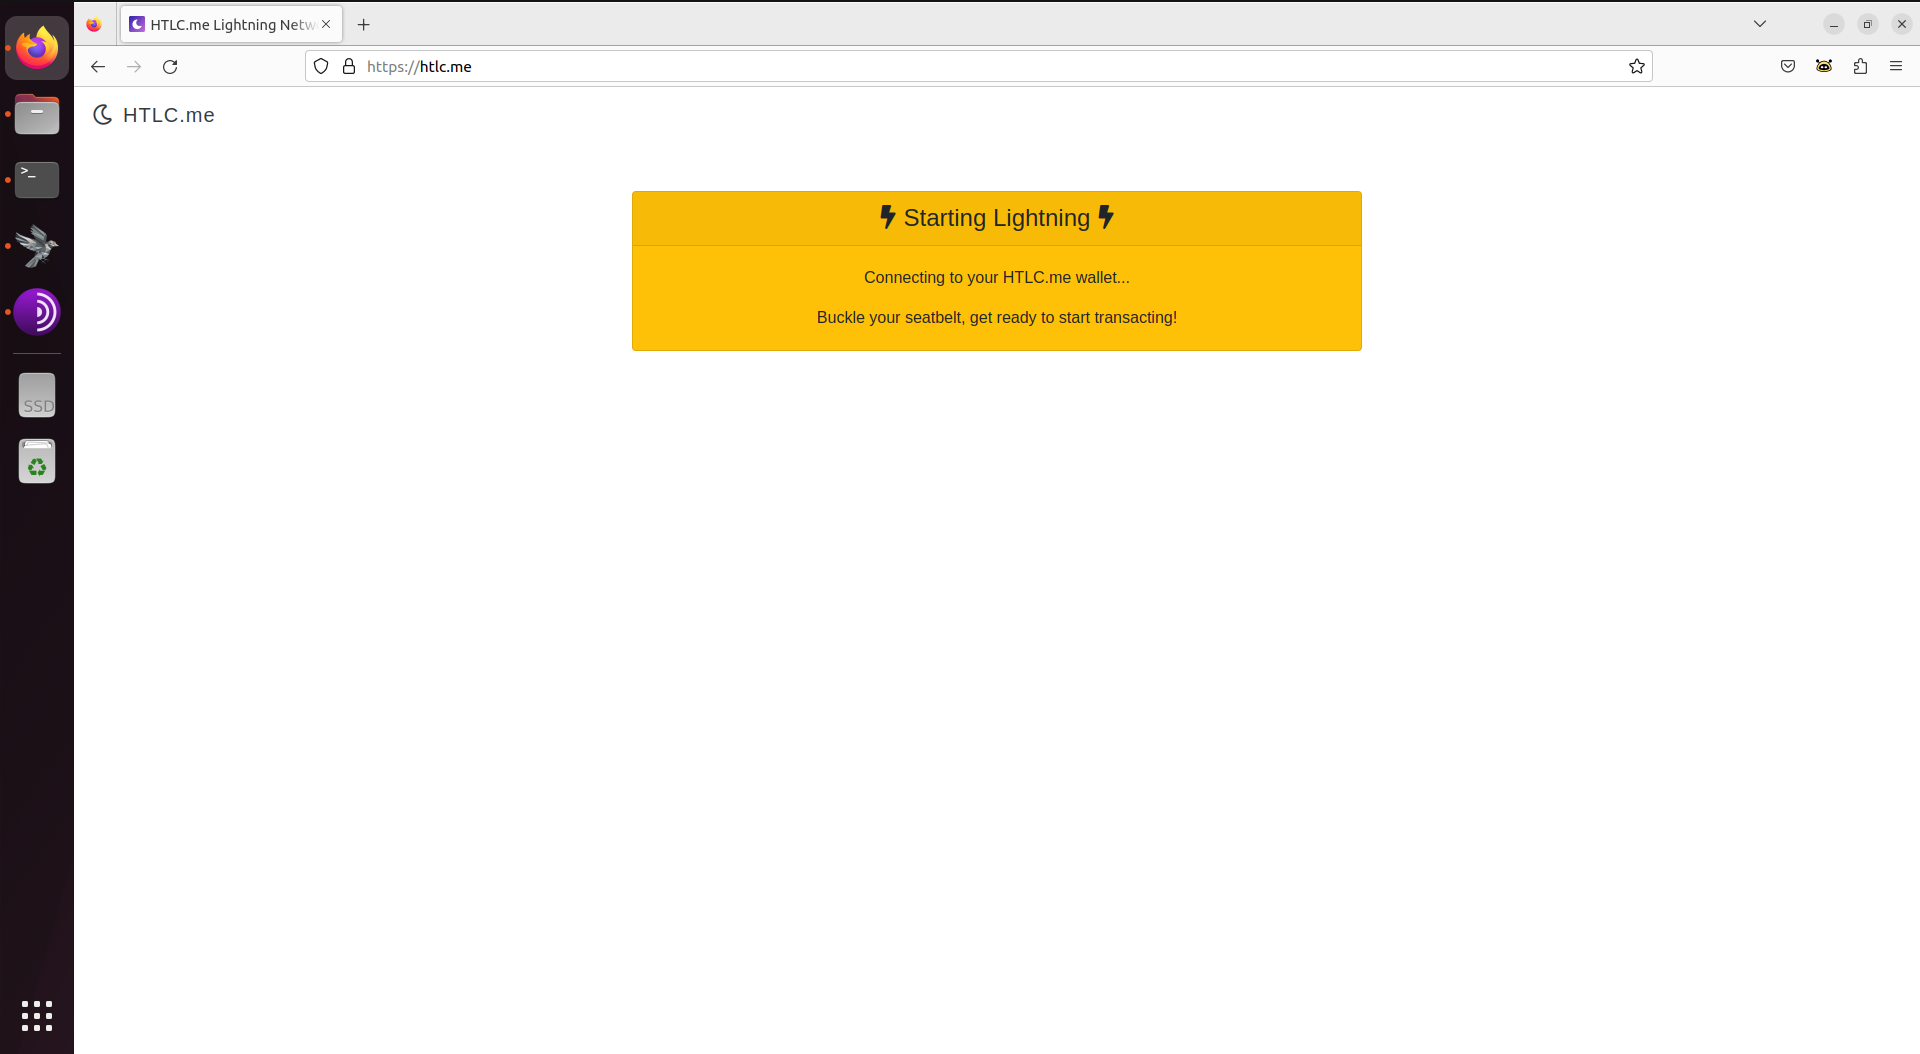 HTLC.me Lightning Netw
https://htlc.me
HTLC.me
Starting Lightning
Connecting to your HTLC.me wallet...
Buckle your seatbelt, get ready to start transacting!
>_
SSD